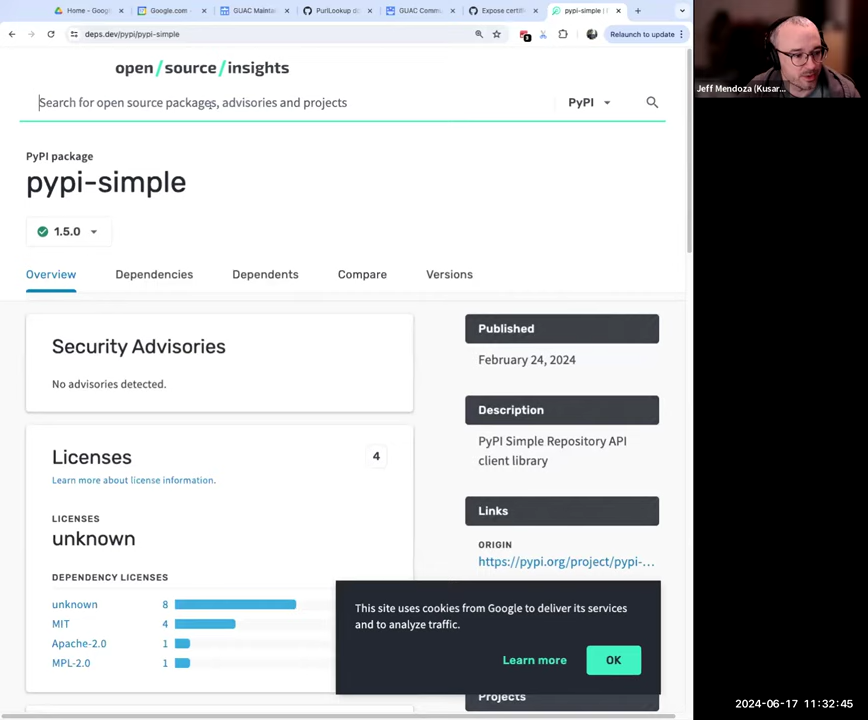 Home - Googl
Google.com -
GUAC Maintai
PurlLookup d
GUAC Commu
Expose certifi
pypi-simple |
deps.dev/pypi/pypi-simple
Relaunch to update
open/source/insights
Search for open source packages, advisories and projects
PyPI
PyPI package
pypi-simple
1.5.0
Overview
Dependencies
Dependents
Compare
Versions
Security Advisories
No advisories detected.
Licenses
4
Learn more about license information.
LICENSES
unknown
DEPENDENCY LICENSES
unknown 8
MIT 4
Apache-2.0 1
MPL-2.0 1
Published
February 24, 2024
Description
PyPI Simple Repository API
client library
Links
ORIGIN
https://pypi.org/project/pypi-...
This site uses cookies from Google to deliver its services
and to analyze traffic.
Learn more
OK
Projects
Jeff Mendoza (Kusar...
2024-06-17 11:32:45